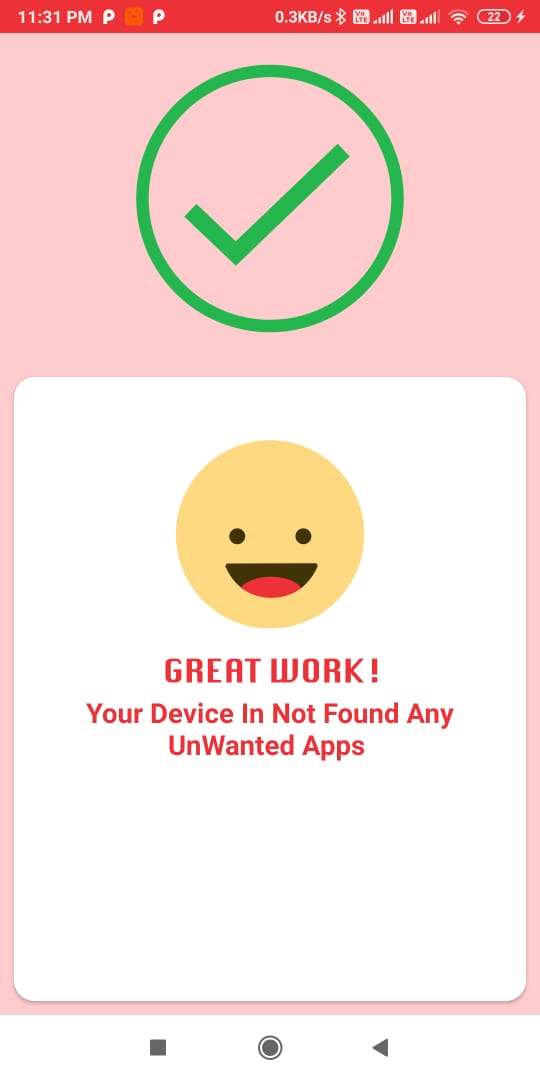 11:31 PM 0.3KB/s Vo LTE Vo LTE 22
GREAT WORK!
Your Device In Not Found Any
UnWanted Apps